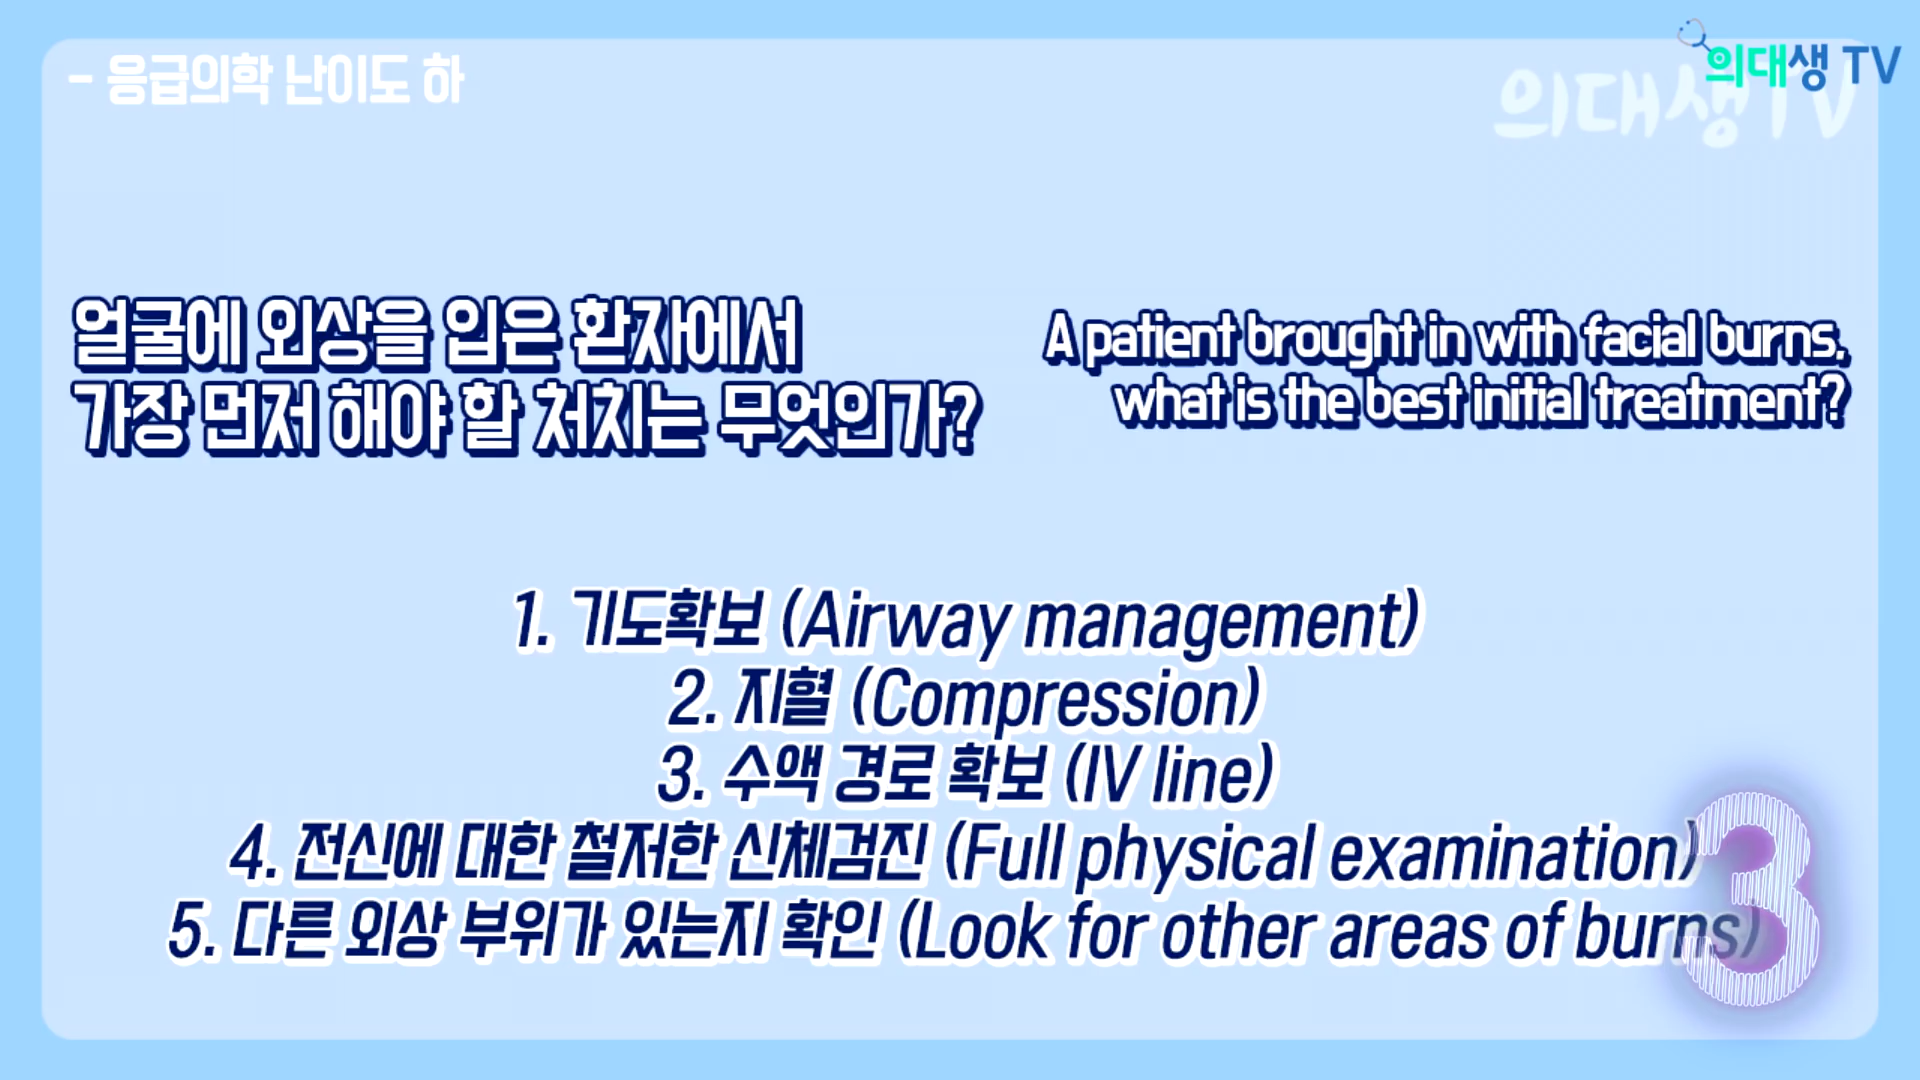 - 응급의학 난이도 하
의대생 TV
의대생TV
얼굴에 외상을 입은 환자에서
가장 먼저 해야 할 처치는 무엇인가?
A patient brought in with facial burns,
what is the best initial treatment?
1. 기도확보 (Airway management)
2. 지혈 (Compression)
3. 수액 경로 확보 (IV line)
4. 전신에 대한 철저한 신체검진 (Full physical examination)
5. 다른 외상 부위가 있는지 확인 (Look for other areas of burns)
3